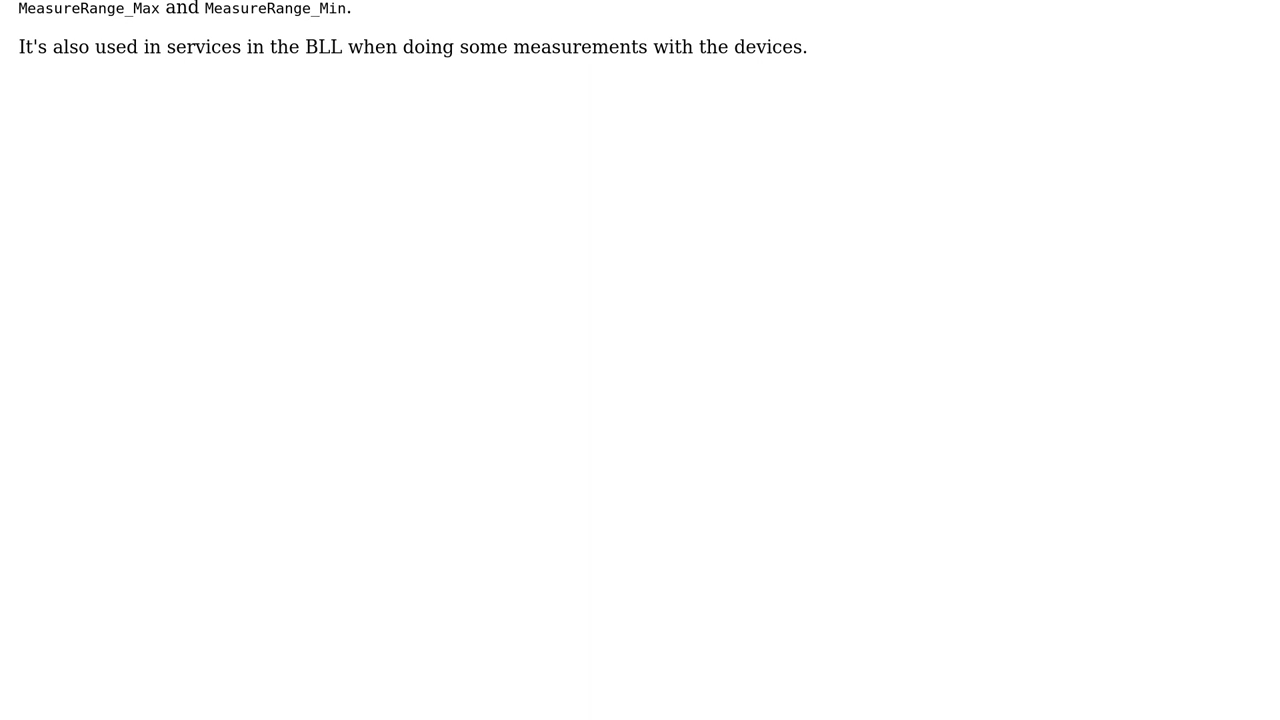 MeasureRange_Max and MeasureRange_Min.
It's also used in services in the BLL when doing some measurements with the devices.